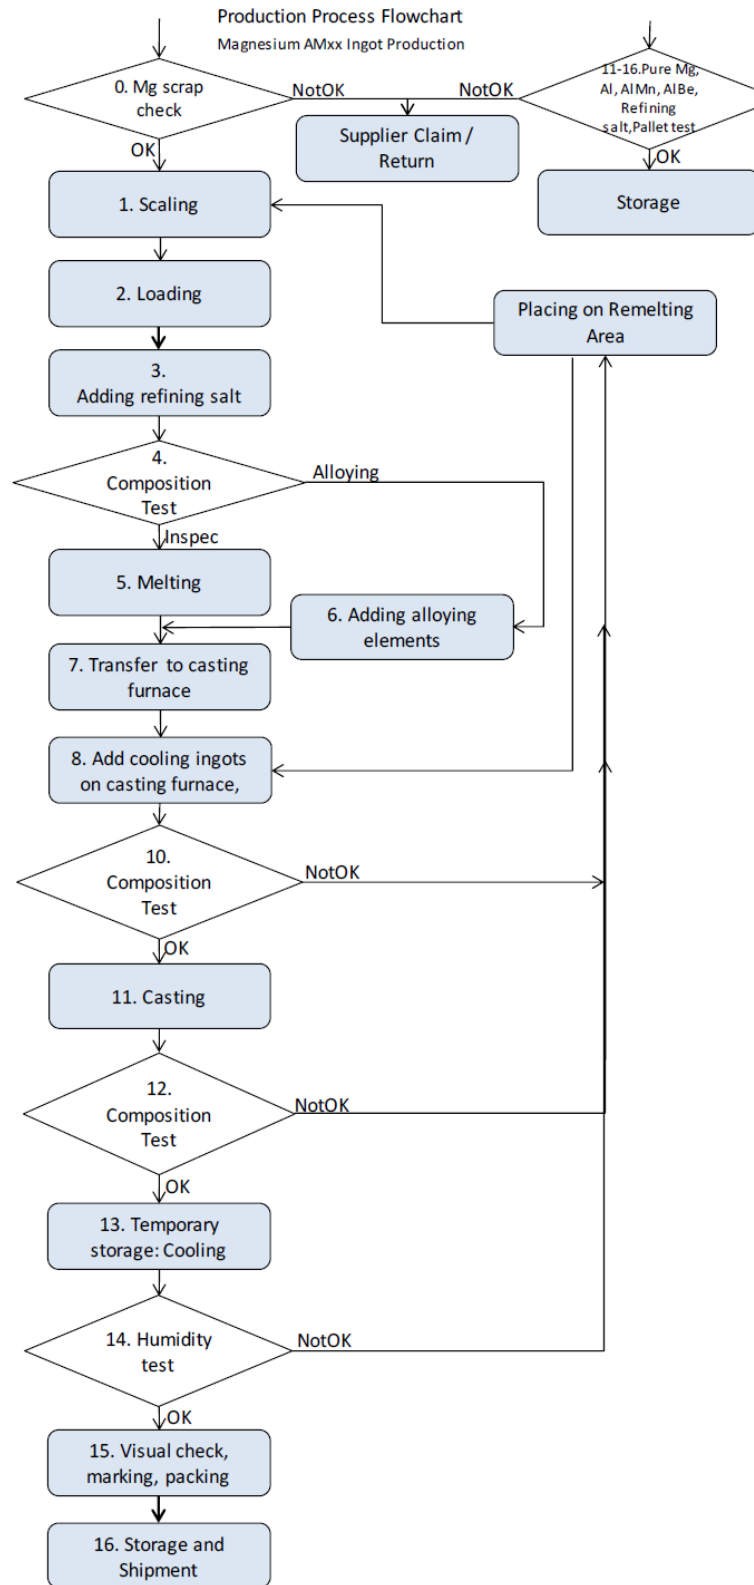 Production Process Flowchart
Magnesium AMxx Ingot Production
0. Mg scrap
check
NotOK
NotOK
11-16.Pure Mg,
Al, AlMn, AlBe,
Refining
salt,Pallet test
OK
Supplier Claim /
Return
OK
Storage
1. Scaling
2. Loading
Placing on Remelting
Area
3.
Adding refining salt
4.
Composition
Test
Alloying
Inspec
5. Melting
6. Adding alloying
elements
7. Transfer to casting
furnace
8. Add cooling ingots
on casting furnace,
10.
Composition
Test
NotOK
OK
11. Casting
12.
Composition
Test
NotOK
OK
13. Temporary
storage: Cooling
14. Humidity
test
NotOK
OK
15. Visual check,
marking, packing
16. Storage and
Shipment